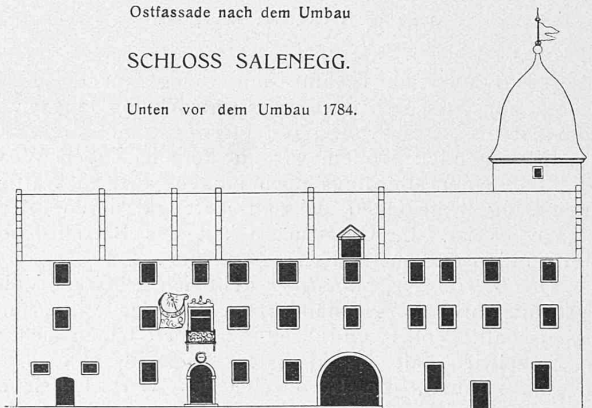 Ostfassade nach dem Umbau
SCHLOSS SALENEGG.
Unten vor dem Umbau 1784.